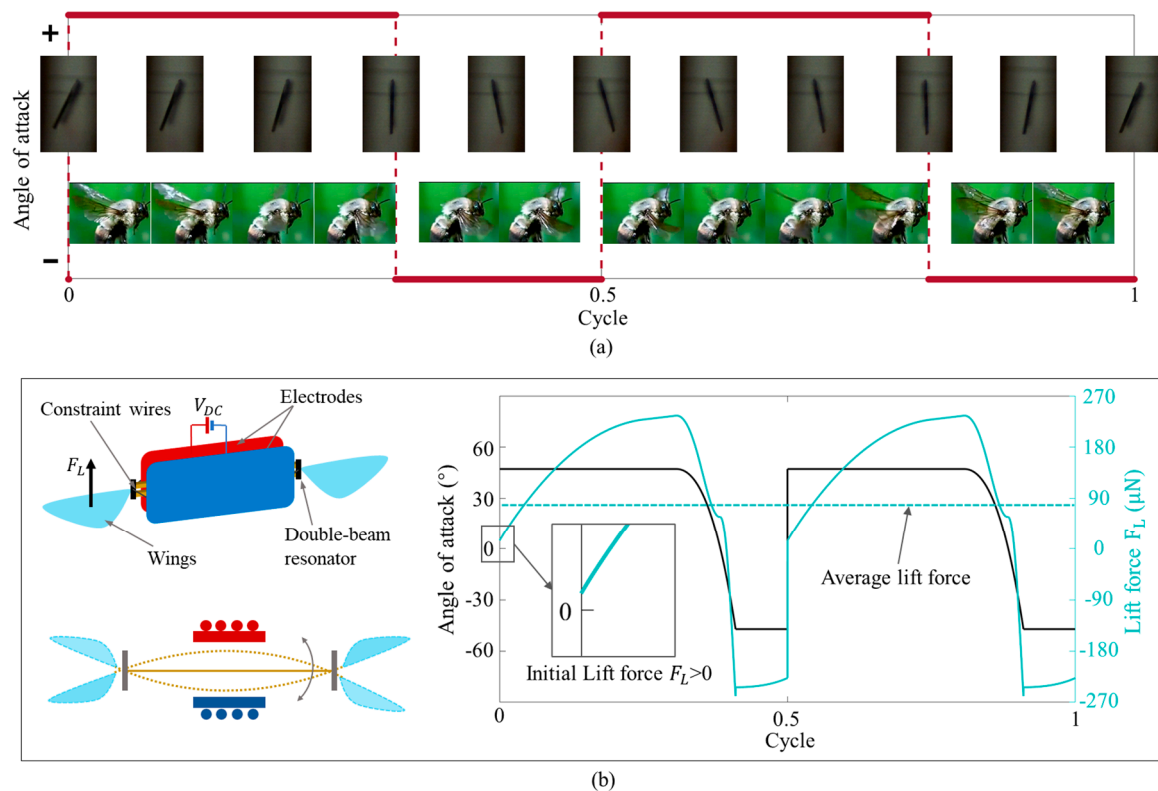 +
Angle of attack
−
0
0.5
1
Cycle
(a)
Constraint wires
V_DC
Electrodes
F_L
Wings
Double-beam
resonator
Angle of attack (°)
60
30
0
-30
-60
0
Initial Lift force F_L>0
Average lift force
270
180
90
0
-90
-180
-270
Lift force F_L (μN)
0
0.5
1
Cycle
(b)